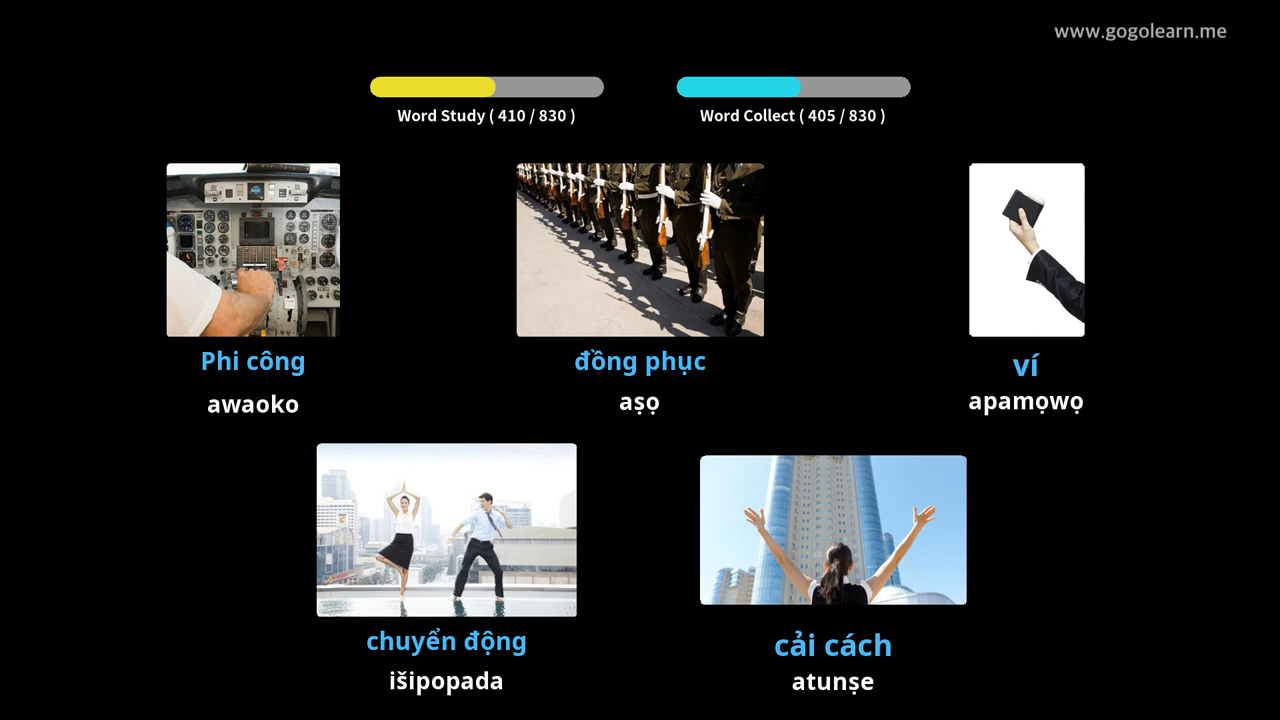 www.gogolearn.me
Word Study ( 410 / 830 )
Word Collect ( 405 / 830 )
Phi công
awaoko
đồng phục
aṣọ
ví
apamọwọ
chuyển động
išipopada
cải cách
atunṣe